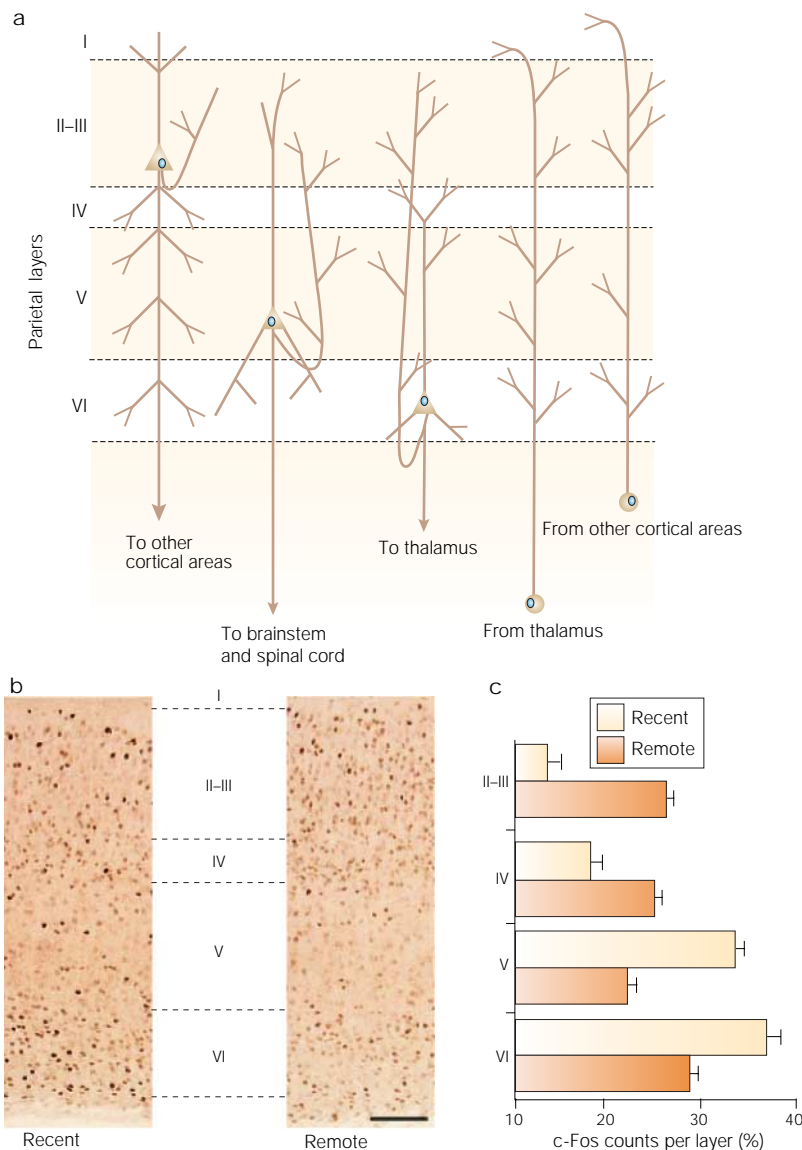 a
I
II–III
IV
V
VI
Parietal layers
To other
cortical areas
To brainstem
and spinal cord
To thalamus
From thalamus
From other cortical areas
b
I
II–III
IV
V
VI
Recent
Remote
c
Recent
Remote
II–III
IV
V
VI
10 20 30 40
c-Fos counts per layer (%)